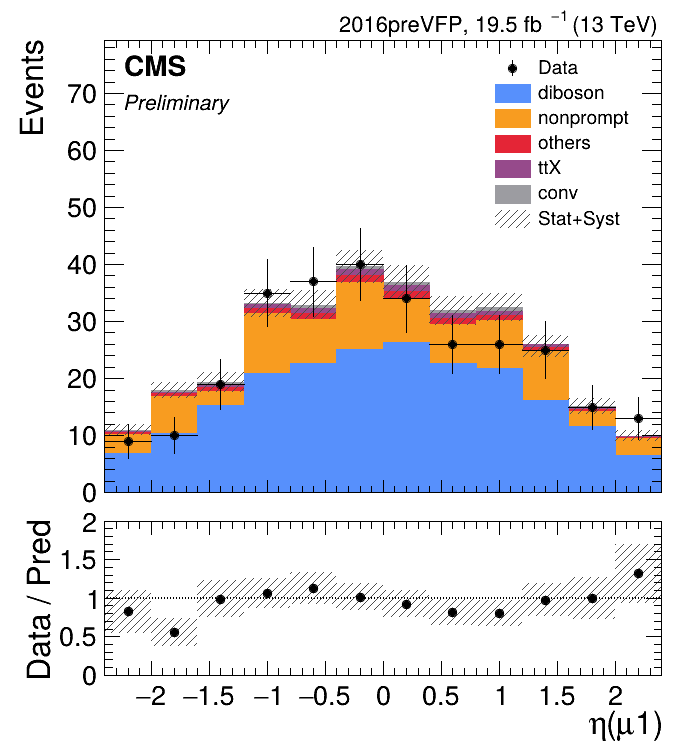 2016preVFP, 19.5 fb⁻¹ (13 TeV)
CMS
Preliminary
Events
Data
diboson
nonprompt
others
ttX
conv
Stat+Syst
70
60
50
40
30
20
10
0
Data / Pred
2
1.5
1
0.5
0
−2 −1.5 −1 −0.5 0 0.5 1 1.5 2
η(μ1)